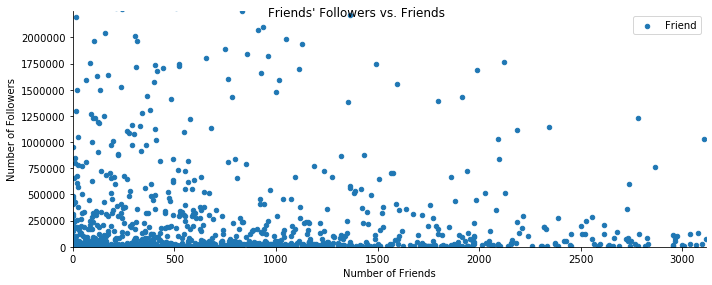 Friends' Followers vs. Friends
Friend
Number of Followers
2000000
1750000
1500000
1250000
1000000
750000
500000
250000
0
0 500 1000 1500 2000 2500 3000
Number of Friends